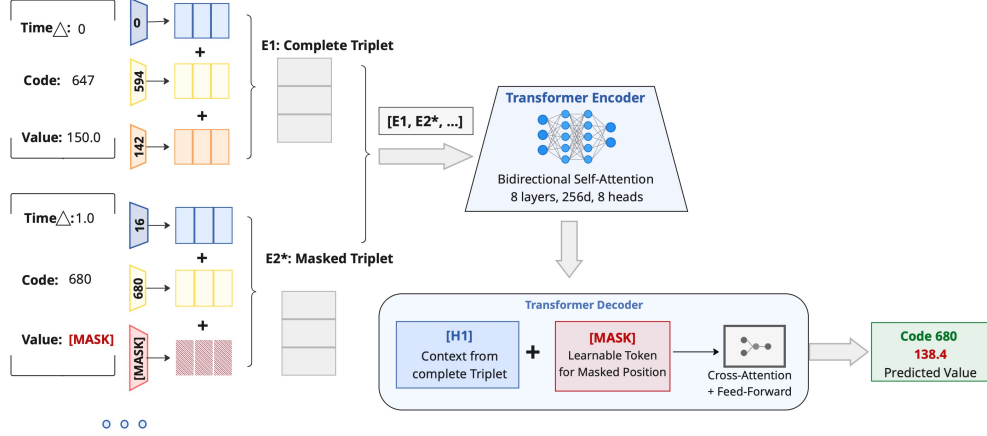 Time△: 0
0
+
E1: Complete Triplet
Code: 647
594
+
Value: 150.0
142
[E1, E2*, ...]
Transformer Encoder
Bidirectional Self-Attention
8 layers, 256d, 8 heads
Time△:1.0
16
+
E2*: Masked Triplet
Code: 680
680
+
Value: [MASK]
[MASK]
Transformer Decoder
[H1]
Context from
complete Triplet
+
[MASK]
Learnable Token
for Masked Position
Cross-Attention
+ Feed-Forward
Code 680
138.4
Predicted Value